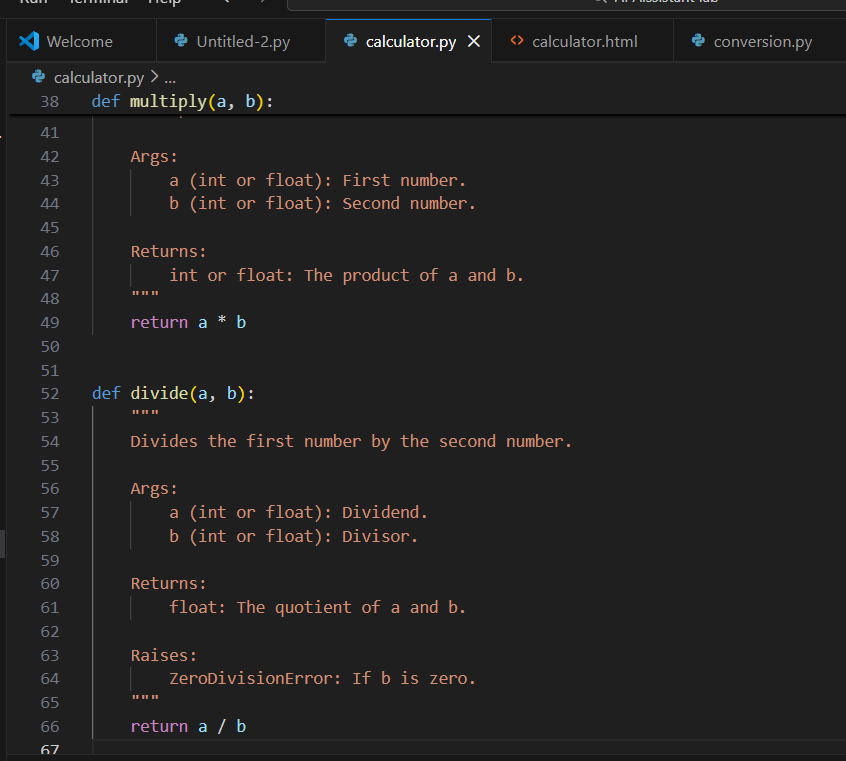 Run Terminal Help
Welcome
Untitled-2.py
calculator.py
calculator.html
conversion.py
calculator.py > ...
38 def multiply(a, b):
41
42 Args:
43 a (int or float): First number.
44 b (int or float): Second number.
45
46 Returns:
47 int or float: The product of a and b.
48 """
49 return a * b
50
51
52 def divide(a, b):
53 """
54 Divides the first number by the second number.
55
56 Args:
57 a (int or float): Dividend.
58 b (int or float): Divisor.
59
60 Returns:
61 float: The quotient of a and b.
62
63 Raises:
64 ZeroDivisionError: If b is zero.
65 """
66 return a / b
67